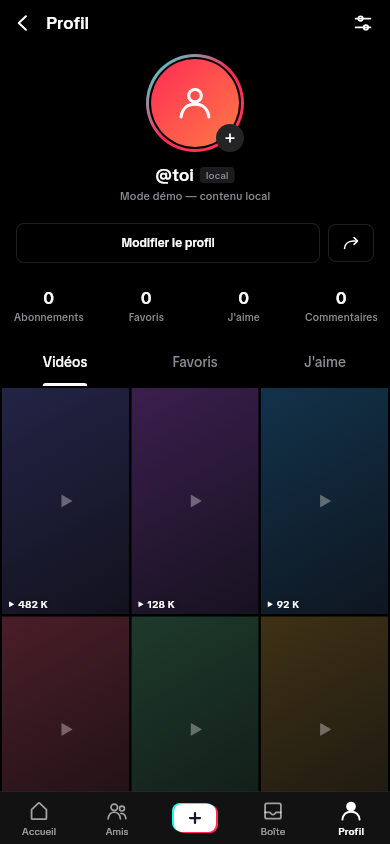 Profil
@toi local
Mode démo — contenu local
Modifier le profil
0 0 0 0
Abonnements Favoris J'aime Commentaires
Vidéos Favoris J'aime
482 K 128 K 92 K
Accueil Amis Boîte Profil